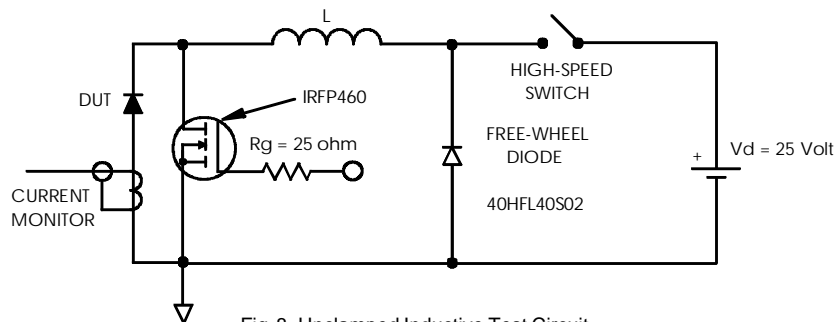 L
HIGH-SPEED
SWITCH
DUT
IRFP460
Rg = 25 ohm
FREE-WHEEL
DIODE
+
Vd = 25 Volt
CURRENT
MONITOR
40HFL40S02